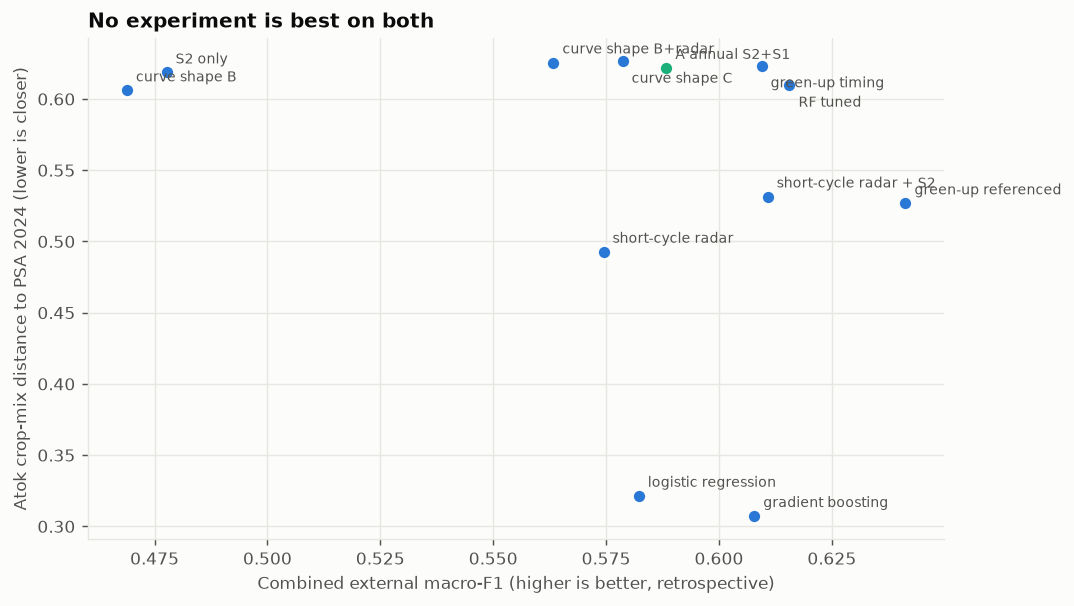 No experiment is best on both
curve shape B+radar
A annual S2+S1
S2 only
curve shape B
curve shape C
green-up timing
RF tuned
short-cycle radar + S2
green-up referenced
short-cycle radar
logistic regression
gradient boosting
0.60
0.55
0.50
0.45
0.40
0.35
0.30
Atok crop-mix distance to PSA 2024 (lower is closer)
0.475
0.500
0.525
0.550
0.575
0.600
0.625
Combined external macro-F1 (higher is better, retrospective)